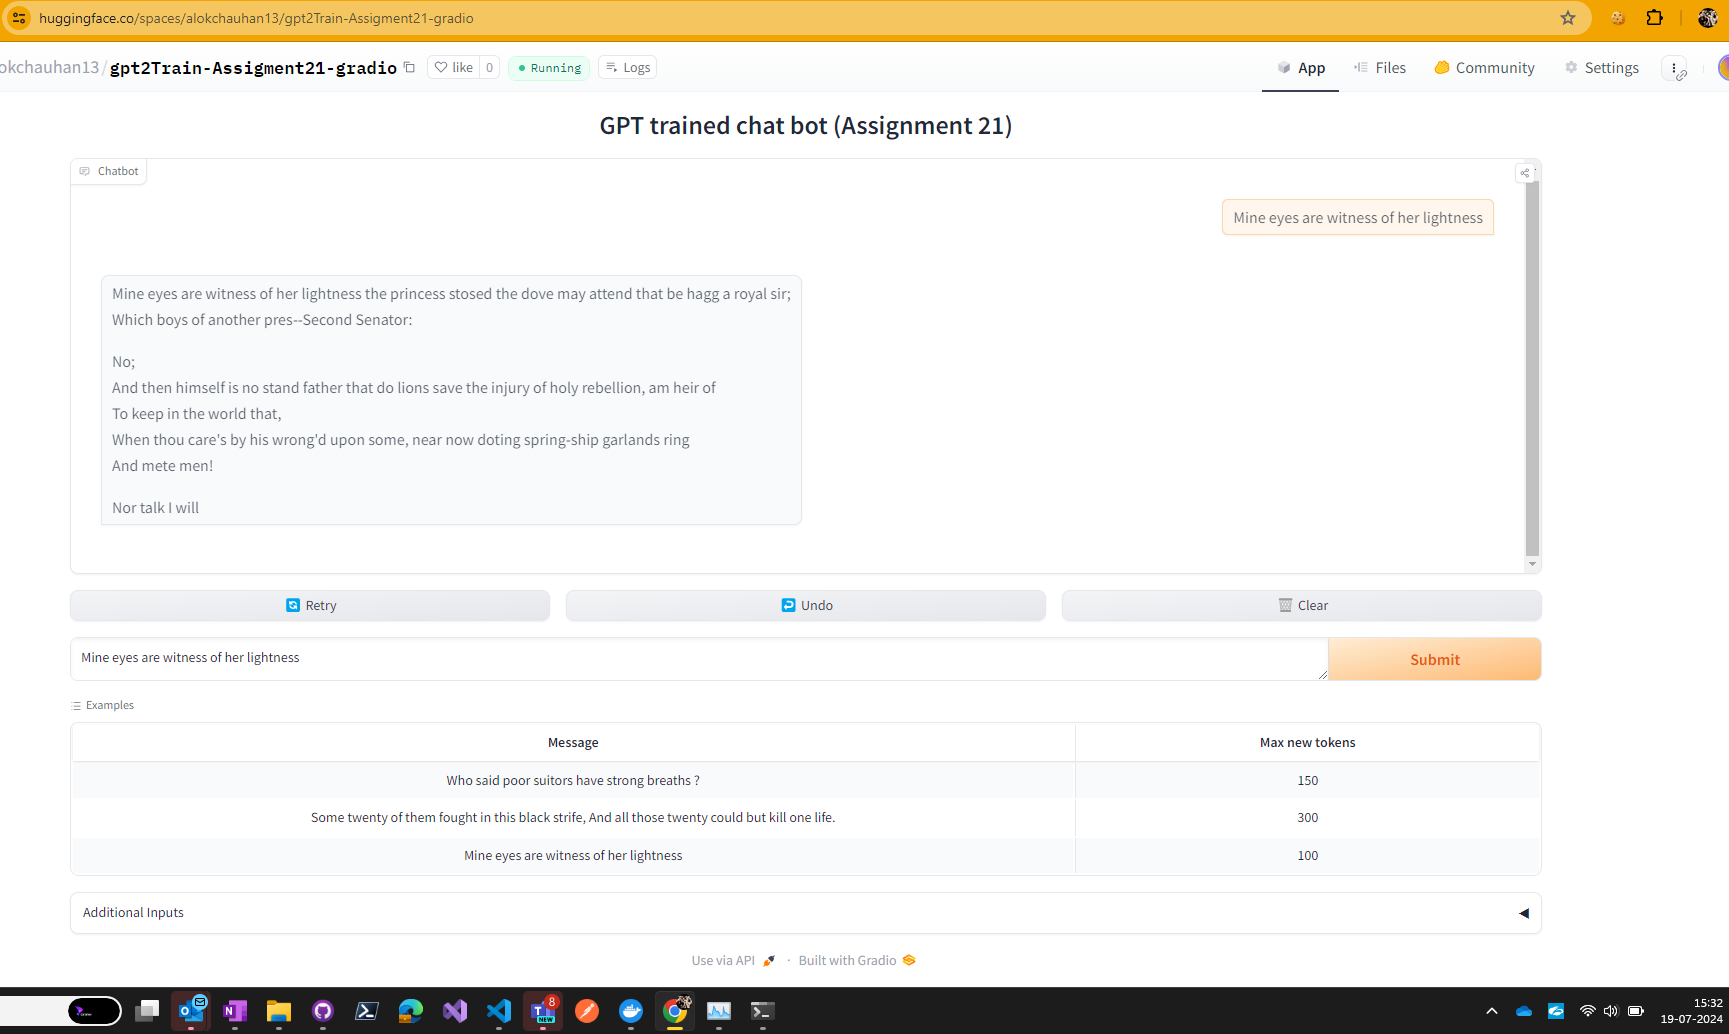 huggingface.co/spaces/alokchauhan13/gpt2Train-Assigment21-gradio
okchauhan13/gpt2Train-Assigment21-gradio like 0 Running Logs App Files Community Settings
GPT trained chat bot (Assignment 21)
Chatbot
Mine eyes are witness of her lightness
Mine eyes are witness of her lightness the princess stosed the dove may attend that be hagg a royal sir;
Which boys of another pres--Second Senator:
No;
And then himself is no stand father that do lions save the injury of holy rebellion, am heir of
To keep in the world that,
When thou care's by his wrong'd upon some, near now doting spring-ship garlands ring
And mete men!
Nor talk I will
Retry Undo Clear
Mine eyes are witness of her lightness Submit
Examples
Message Max new tokens
Who said poor suitors have strong breaths ? 150
Some twenty of them fought in this black strife, And all those twenty could but kill one life. 300
Mine eyes are witness of her lightness 100
Additional Inputs
Use via API · Built with Gradio
8
NEW
15:32
19-07-2024